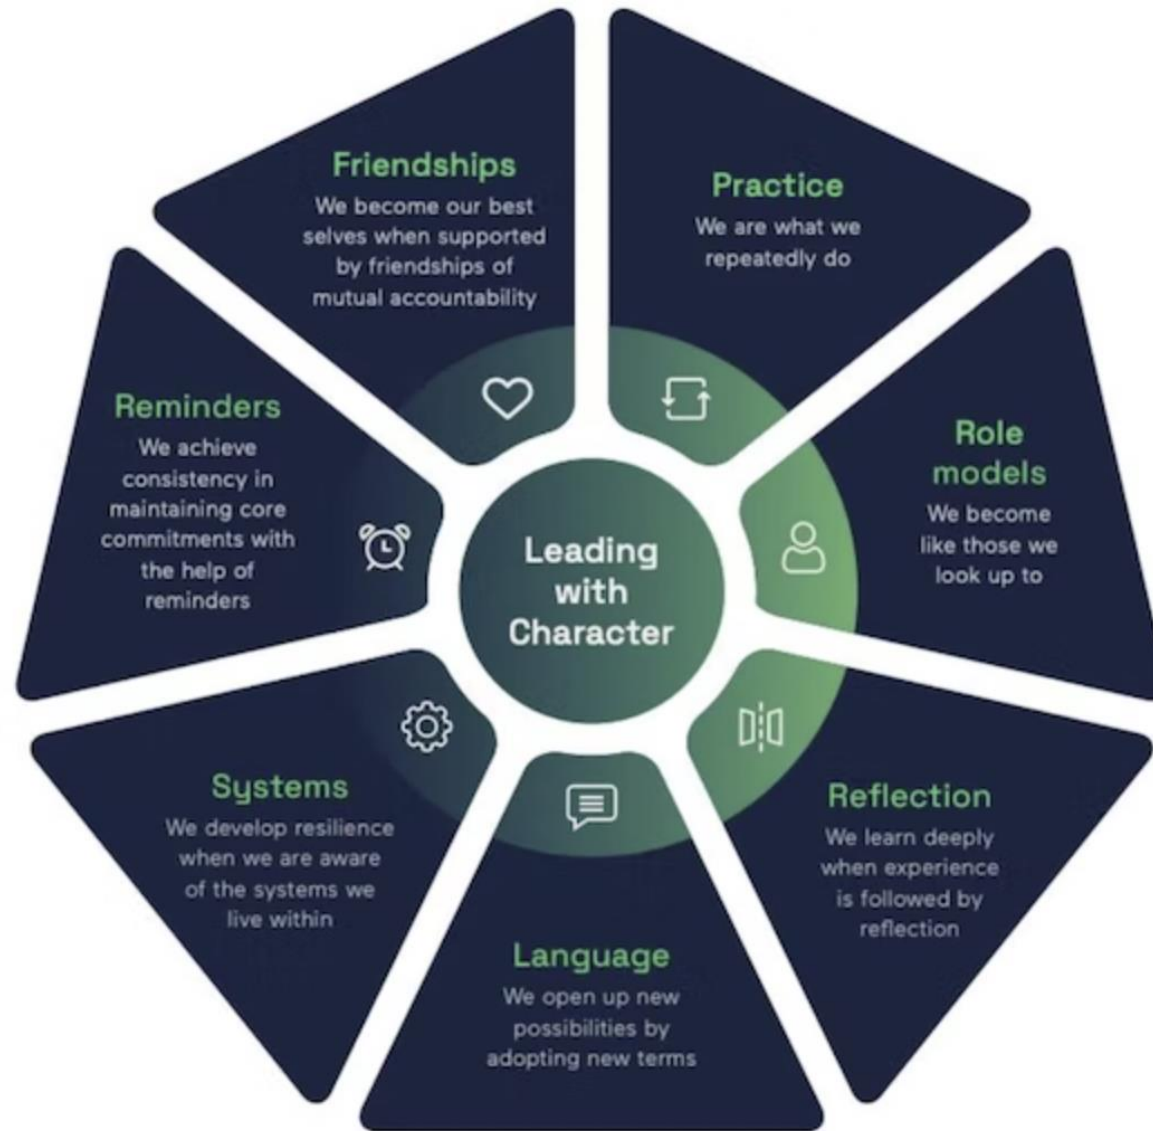 Friendships
We become our best
selves when supported
by friendships of
mutual accountability
Practice
We are what we
repeatedly do
Role
models
We become
like those we
look up to
Reflection
We learn deeply
when experience
is followed by
reflection
Language
We open up new
possibilities by
adopting new terms
Systems
We develop resilience
when we are aware
of the systems we
live within
Reminders
We achieve
consistency in
maintaining core
commitments with
the help of
reminders
Leading
with
Character